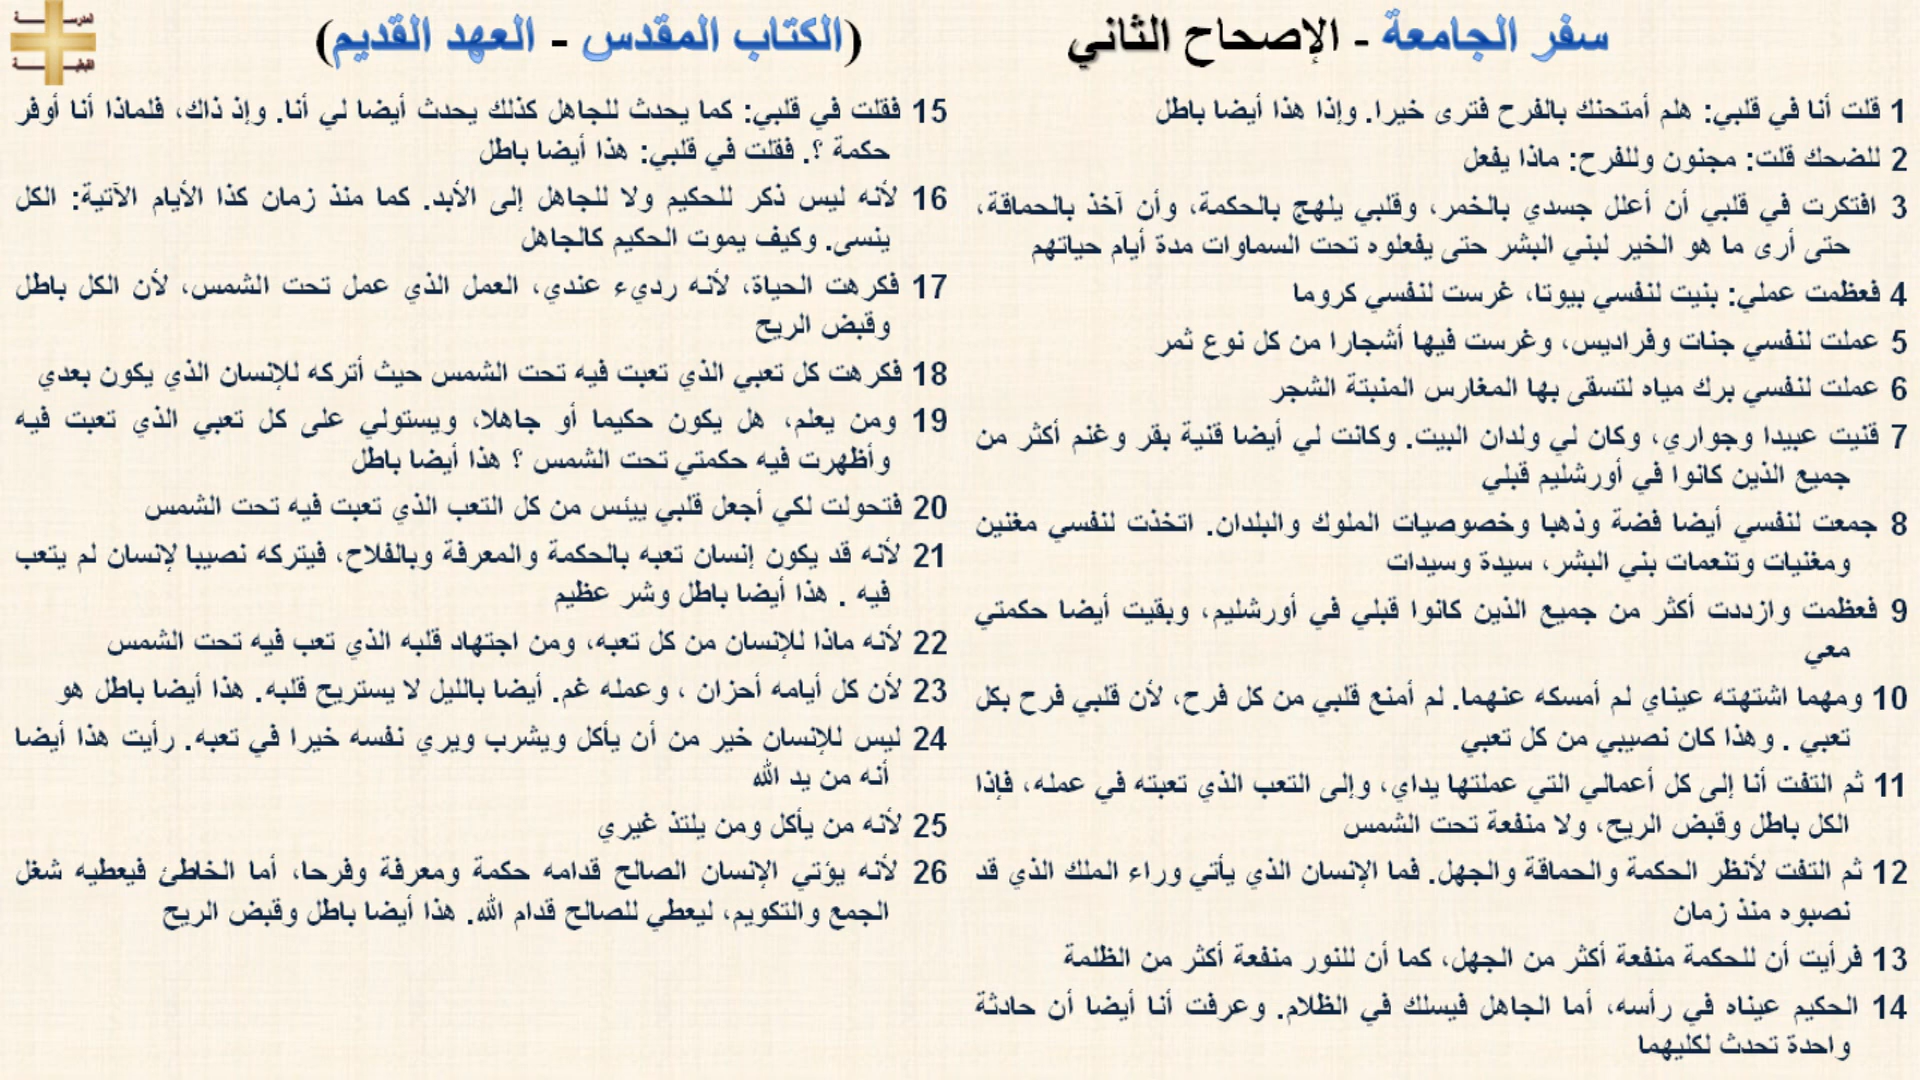 سفر الجامعة - الإصحاح الثاني
(الكتاب المقدس - العهد القديم)
1 قلت أنا في قلبي: هلم أمتحنك بالفرح فترى خيرا. وإذا هذا أيضا باطل
2 للضحك قلت: مجنون وللفرح: ماذا يفعل
3 افتكرت في قلبي أن أعلل جسدي بالخمر، وقلبي يلهج بالحكمة، وأن آخذ بالحماقة،
حتى أرى ما هو الخير لبني البشر حتى يفعلوه تحت السماوات مدة أيام حياتهم
4 فعظمت عملي: بنيت لنفسي بيوتا، غرست لنفسي كروما
5 عملت لنفسي جنات وفراديس، وغرست فيها أشجارا من كل نوع ثمر
6 عملت لنفسي برك مياه لتسقى بها المغارس المنبتة الشجر
7 قنيت عبيدا وجواري، وكان لي ولدان البيت. وكانت لي أيضا قنية بقر وغنم أكثر من
جميع الذين كانوا في أورشليم قبلي
8 جمعت لنفسي أيضا فضة وذهبا وخصوصيات الملوك والبلدان. اتخذت لنفسي مغنين
ومغنيات وتنعمات بني البشر، سيدة وسيدات
9 فعظمت وازددت أكثر من جميع الذين كانوا قبلي في أورشليم، وبقيت أيضا حكمتي
معي
10 ومهما اشتهته عيناي لم أمسكه عنهما. لم أمنع قلبي من كل فرح، لأن قلبي فرح بكل
تعبي . وهذا كان نصيبي من كل تعبي
11 ثم التفت أنا إلى كل أعمالي التي عملتها يداي، وإلى التعب الذي تعبته في عمله، فإذا
الكل باطل وقبض الريح، ولا منفعة تحت الشمس
12 ثم التفت لأنظر الحكمة والحماقة والجهل. فما الإنسان الذي يأتي وراء الملك الذي قد
نصبوه منذ زمان
13 فرأيت أن للحكمة منفعة أكثر من الجهل، كما أن للنور منفعة أكثر من الظلمة
14 الحكيم عيناه في رأسه، أما الجاهل فيسلك في الظلام. وعرفت أنا أيضا أن حادثة
واحدة تحدث لكليهما
15 فقلت في قلبي: كما يحدث للجاهل كذلك يحدث أيضا لي أنا. وإذ ذاك، فلماذا أنا أوفر
حكمة ؟. فقلت في قلبي: هذا أيضا باطل
16 لأنه ليس ذكر للحكيم ولا للجاهل إلى الأبد. كما منذ زمان كذا الأيام الآتية: الكل
ينسى. وكيف يموت الحكيم كالجاهل
17 فكرهت الحياة، لأنه رديء عندي، العمل الذي عمل تحت الشمس، لأن الكل باطل
وقبض الريح
18 فكرهت كل تعبي الذي تعبت فيه تحت الشمس حيث أتركه للإنسان الذي يكون بعدي
19 ومن يعلم، هل يكون حكيما أو جاهلا، ويستولي على كل تعبي الذي تعبت فيه
وأظهرت فيه حكمتي تحت الشمس ؟ هذا أيضا باطل
20 فتحولت لكي أجعل قلبي ييئس من كل التعب الذي تعبت فيه تحت الشمس
21 لأنه قد يكون إنسان تعبه بالحكمة والمعرفة وبالفلاح، فيتركه نصيبا لإنسان لم يتعب
فيه . هذا أيضا باطل وشر عظيم
22 لأنه ماذا للإنسان من كل تعبه، ومن اجتهاد قلبه الذي تعب فيه تحت الشمس
23 لأن كل أيامه أحزان ، وعمله غم. أيضا بالليل لا يستريح قلبه. هذا أيضا باطل هو
24 ليس للإنسان خير من أن يأكل ويشرب ويري نفسه خيرا في تعبه. رأيت هذا أيضا
أنه من يد الله
25 لأنه من يأكل ومن يلتذ غيري
26 لأنه يؤتي الإنسان الصالح قدامه حكمة ومعرفة وفرحا، أما الخاطئ فيعطيه شغل
الجمع والتكويم، ليعطي للصالح قدام الله. هذا أيضا باطل وقبض الريح